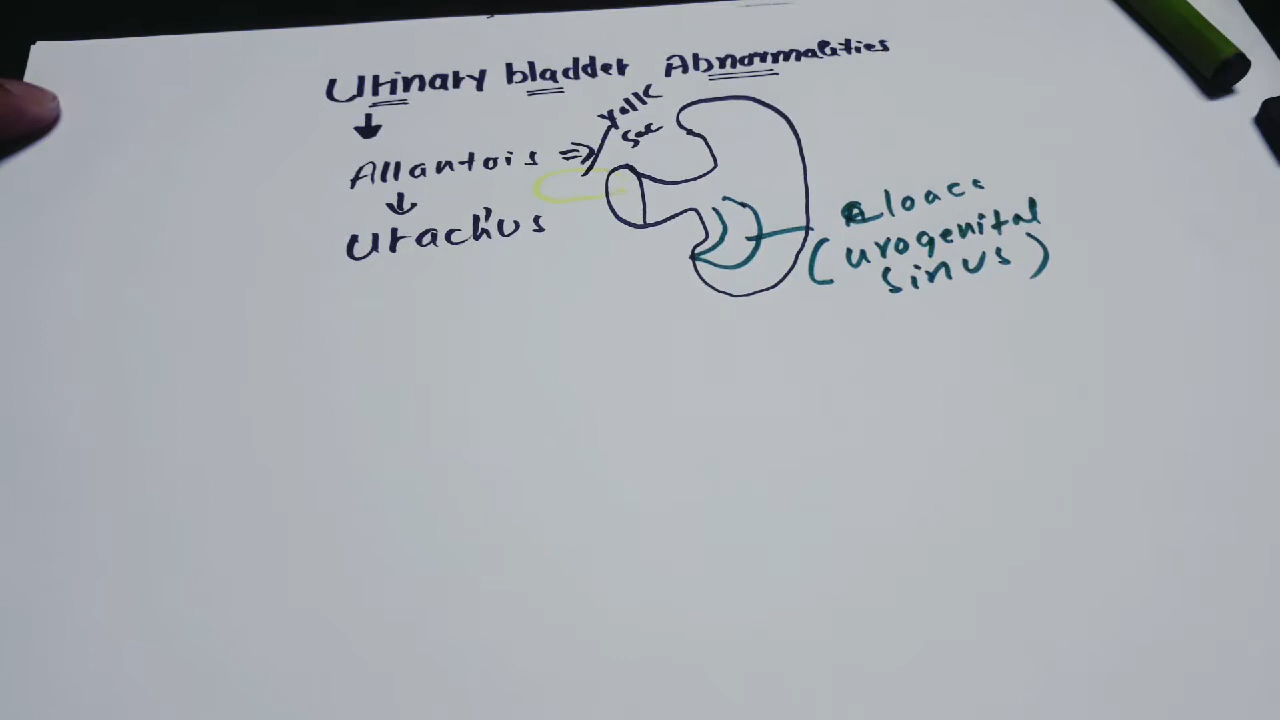 Urinary bladder Abnormalities
Allantois ⇒
Yolk
Sac
Urachus
Cloaca
(urogenital
sinus)